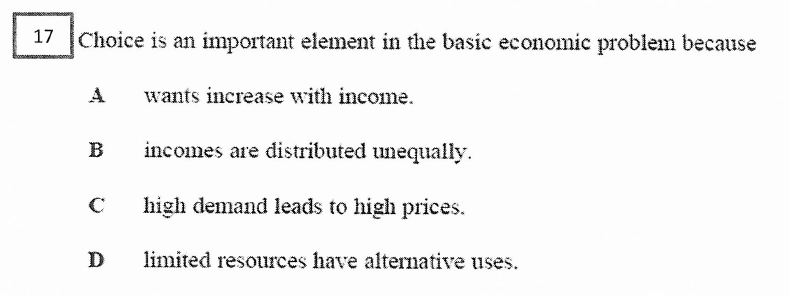 17 Choice is an important element in the basic economic problem because
A wants increase with income.
B incomes are distributed unequally.
C high demand leads to high prices.
D limited resources have alternative uses.